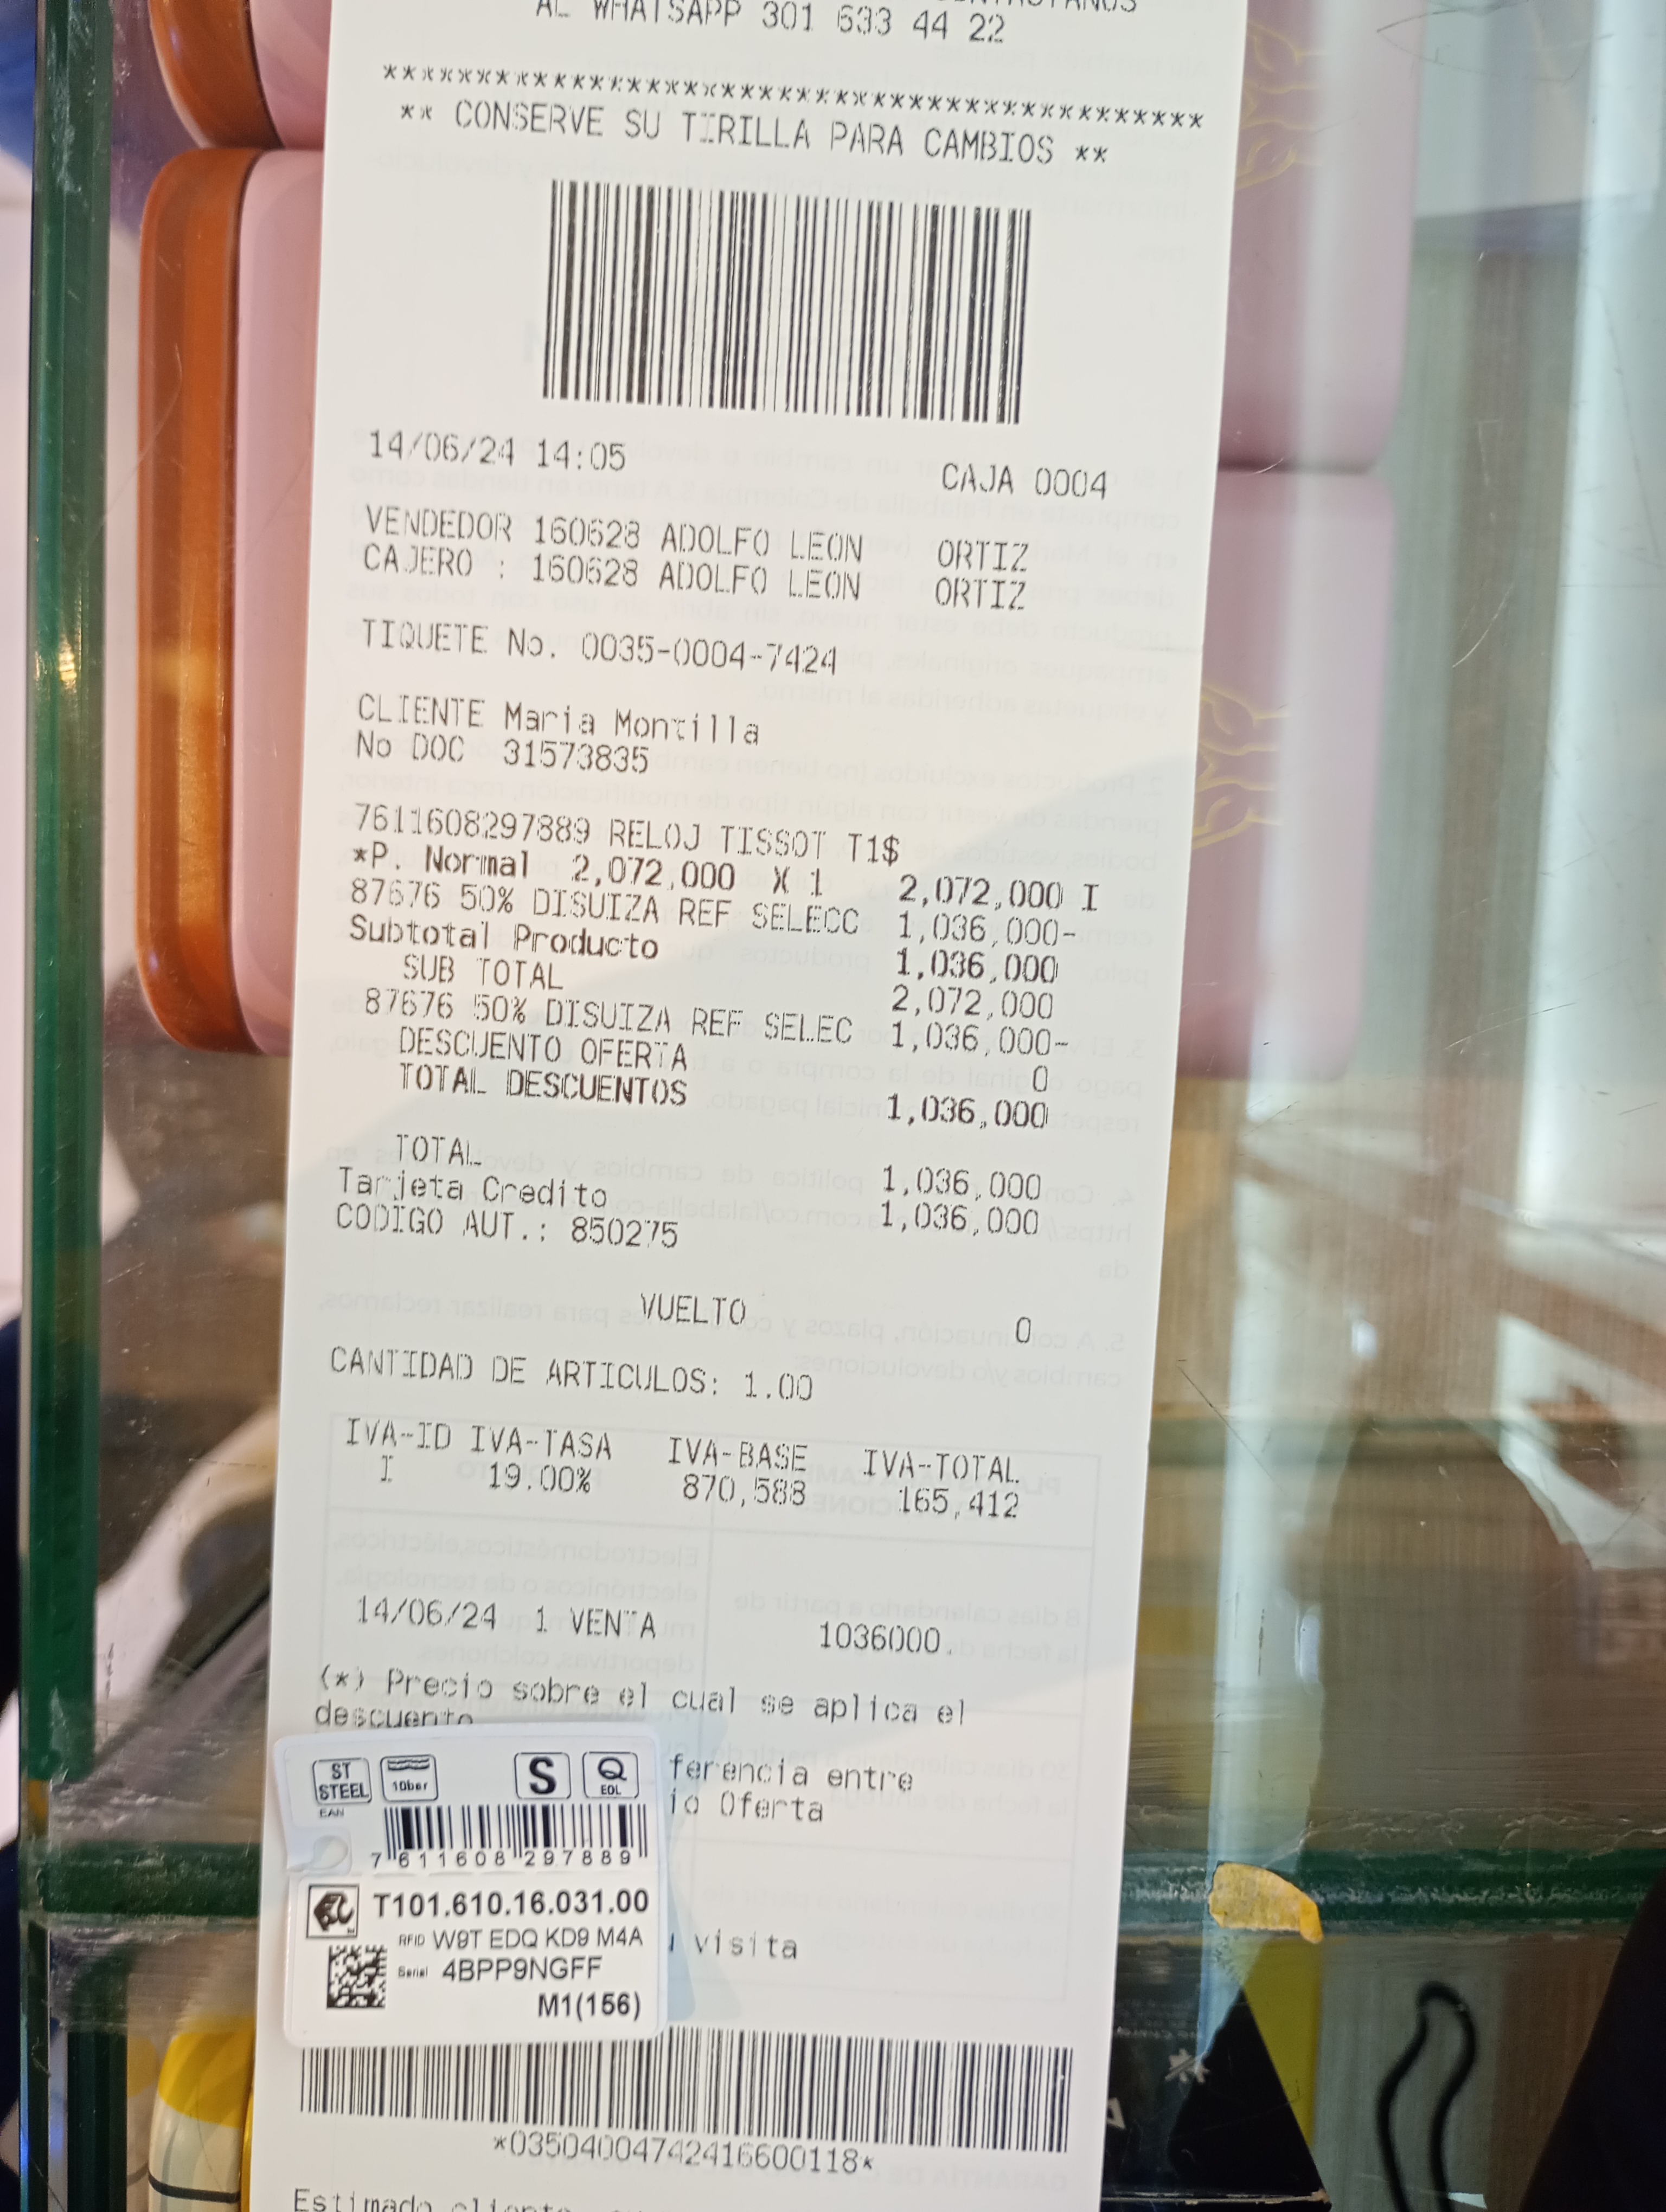 AL WHATSAPP 301 633 44 22
********************************************
** CONSERVE SU TIRILLA PARA CAMBIOS **
14/06/24 14:05 CAJA 0004
VENDEDOR 160628 ADOLFO LEON ORTIZ
CAJERO : 160628 ADOLFO LEON ORTIZ
TIQUETE No. 0035-0004-7424
CLIENTE Maria Montilla
No DOC 31573835
7611608297889 RELOJ TISSOT T1$
*P. Normal 2,072,000 X 1 2,072,000 I
87676 50% DISUIZA REF SELECC 1,036,000-
Subtotal Producto 1,036,000
SUB TOTAL 2,072,000
87676 50% DISUIZA REF SELEC 1,036,000-
DESCUENTO OFERTA 0
TOTAL DESCUENTOS 1,036,000
TOTAL 1,036,000
Tarjeta Credito 1,036,000
CODIGO AUT.: 850275
VUELTO 0
CANTIDAD DE ARTICULOS: 1.00
IVA-ID IVA-TASA IVA-BASE IVA-TOTAL
I 19.00% 870,588 165,412
14/06/24 1 VENTA 1036000.
(*) Precio sobre el cual se aplica el
descuento
ferencia entre
io Oferta
visita
ST STEEL 10bar S Q EOL
EAN
7 611608 297889
T101.610.16.031.00
RFID W9T EDQ KD9 M4A
Serial 4BPP9NGFF
M1(156)
*03504004742416600118*
Estimado cliente